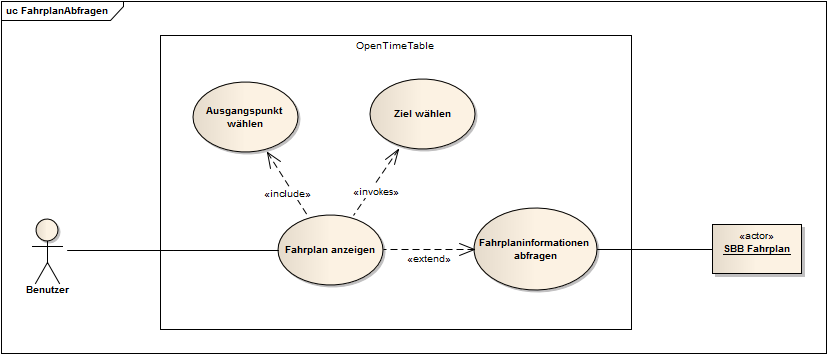 uc FahrplanAbfragen
OpenTimeTable
Ausgangspunkt
wählen
Ziel wählen
«include»
«invokes»
Fahrplan anzeigen
«extend»
Fahrplaninformationen
abfragen
«actor»
SBB Fahrplan
Benutzer